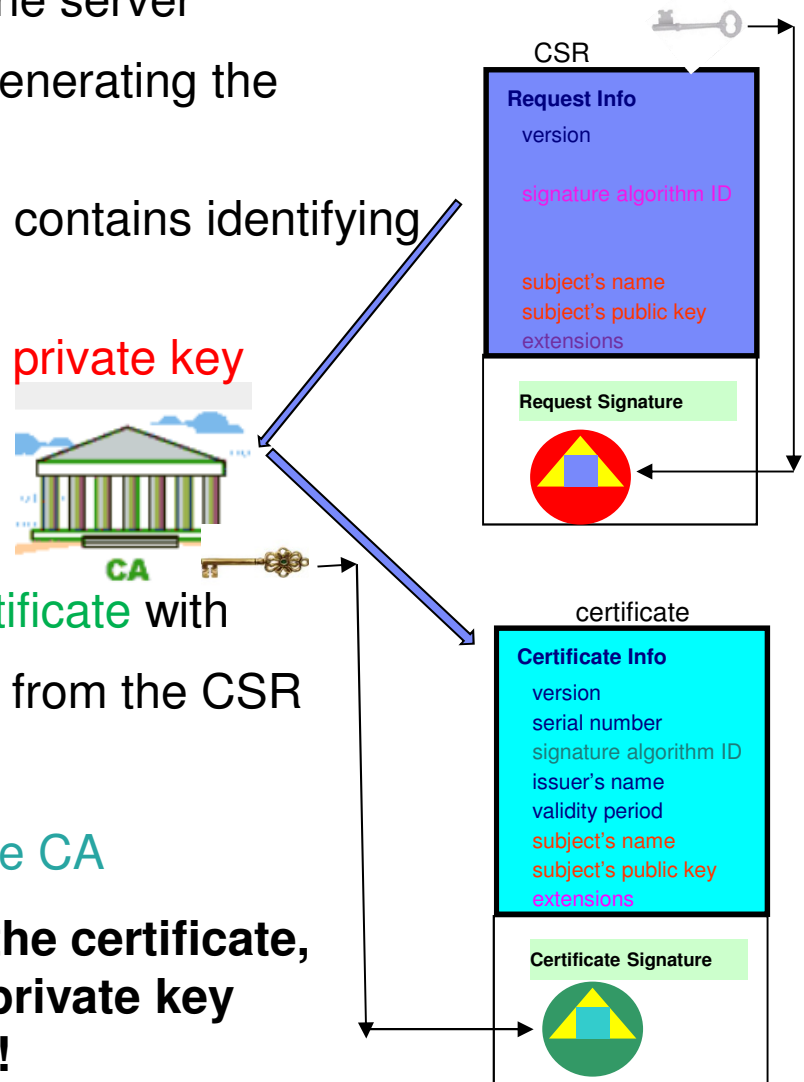 he server
enerating the
contains identifying
private key
CA
tificate with
from the CSR
e CA
he certificate,
private key
!
CSR
Request Info
version
signature algorithm ID
subject's name
subject's public key
extensions
Request Signature
certificate
Certificate Info
version
serial number
signature algorithm ID
issuer's name
validity period
subject's name
subject's public key
extensions
Certificate Signature